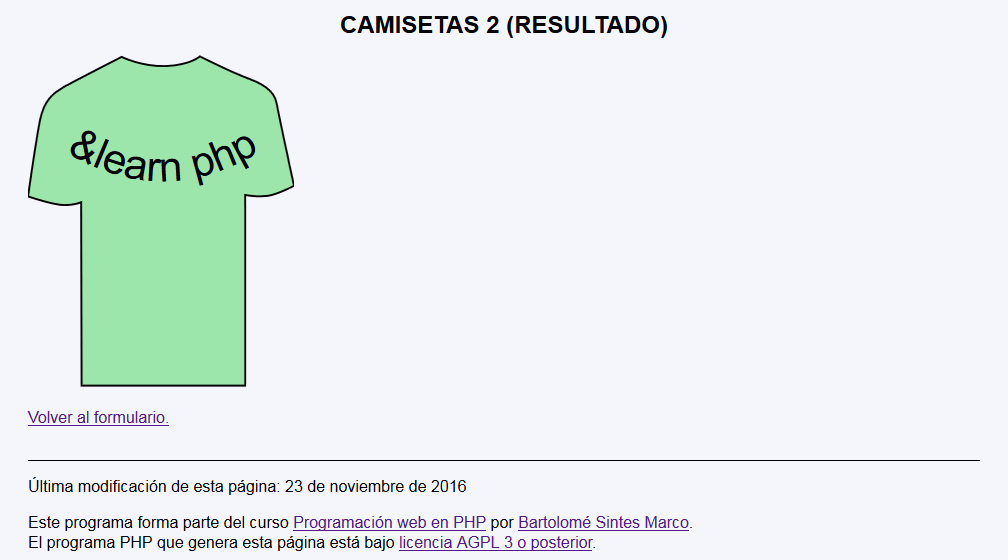 CAMISETAS 2 (RESULTADO)
&learn php
Volver al formulario.
Última modificación de esta página: 23 de noviembre de 2016
Este programa forma parte del curso Programación web en PHP por Bartolomé Sintes Marco.
El programa PHP que genera esta página está bajo licencia AGPL 3 o posterior.